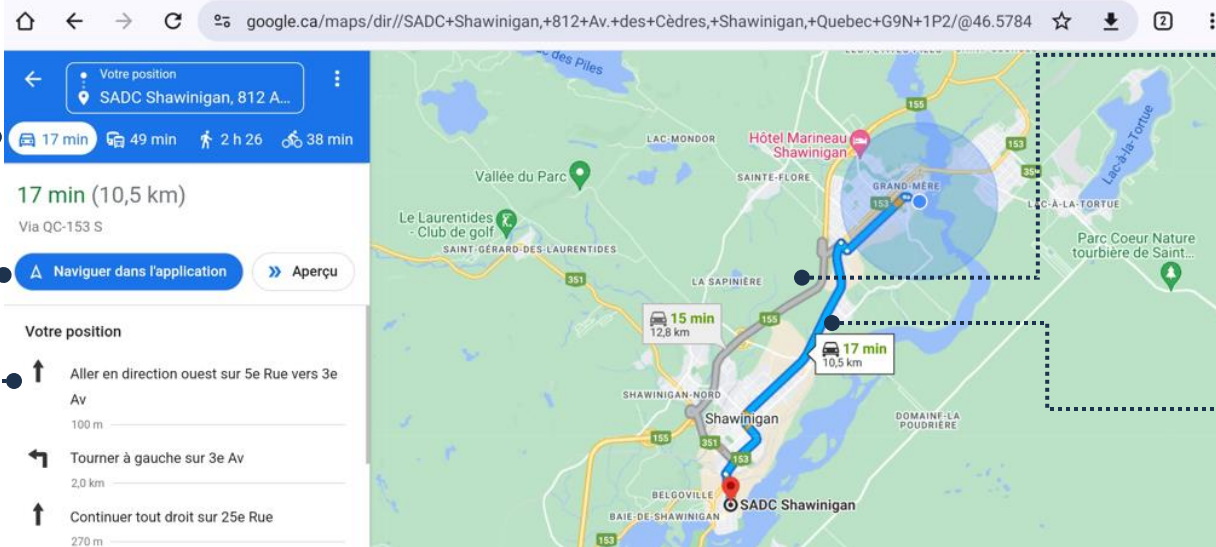 google.ca/maps/dir//SADC+Shawinigan,+812+Av.+des+Cèdres,+Shawinigan,+Quebec+G9N+1P2/@46.5784
2
Votre position
SADC Shawinigan, 812 A...
17 min
49 min
2 h 26
38 min
17 min (10,5 km)
Via QC-153 S
Naviguer dans l'application
Aperçu
Votre position
Aller en direction ouest sur 5e Rue vers 3e
Av
100 m
Tourner à gauche sur 3e Av
2,0 km
Continuer tout droit sur 25e Rue
270 m
des Piles
155
LAC-MONDOR
Hôtel Marineau
Shawinigan
153
Lac-à-la-Tortue
Vallée du Parc
SAINTE-FLORE
359
GRAND-MÈRE
153
LAC-À-LA-TORTUE
Le Laurentides
- Club de golf
SAINT-GÉRARD-DES-LAURENTIDES
Parc Coeur Nature
tourbière de Saint...
351
LA SAPINIÈRE
15 min
12,8 km
155
17 min
10,5 km
SHAWINIGAN-NORD
Shawinigan
DOMAINE-LA
POUDRIÈRE
155
351
153
BELGOVILLE
SADC Shawinigan
BAIE-DE-SHAWINIGAN
153